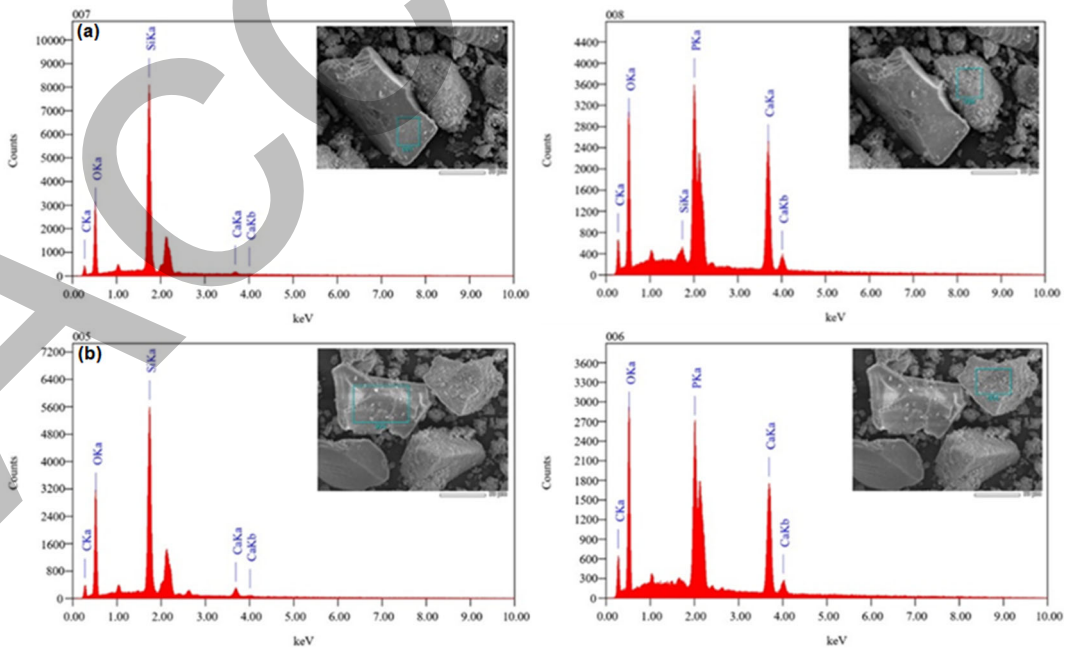 007
(a)
10000
9000
8000
7000
6000
5000
4000
3000
2000
1000
0
Counts
CKa
OKa
SiKa
CaKa
CaKb
0.00 1.00 2.00 3.00 4.00 5.00 6.00 7.00 8.00 9.00 10.00
keV
008
4400
4000
3600
3200
2800
2400
2000
1600
1200
800
400
0
Counts
CKa
OKa
SiKa
PKa
CaKa
CaKb
0.00 1.00 2.00 3.00 4.00 5.00 6.00 7.00 8.00 9.00 10.00
keV
005
(b)
7200
6400
5600
4800
4000
3200
2400
1600
800
0
Counts
CKa
OKa
SiKa
CaKa
CaKb
0.00 1.00 2.00 3.00 4.00 5.00 6.00 7.00 8.00 9.00 10.00
keV
006
3600
3300
3000
2700
2400
2100
1800
1500
1200
900
600
300
0
Counts
CKa
OKa
PKa
CaKa
CaKb
0.00 1.00 2.00 3.00 4.00 5.00 6.00 7.00 8.00 9.00 10.00
keV